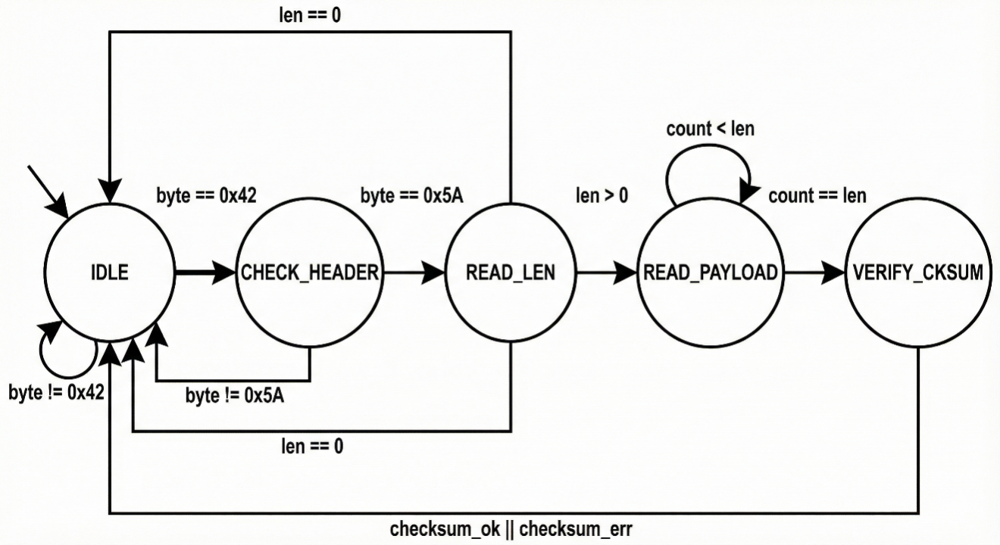 len == 0
count < len
byte == 0x42
byte == 0x5A
len > 0
count == len
IDLE
CHECK_HEADER
READ_LEN
READ_PAYLOAD
VERIFY_CKSUM
byte != 0x42
byte != 0x5A
len == 0
checksum_ok || checksum_err